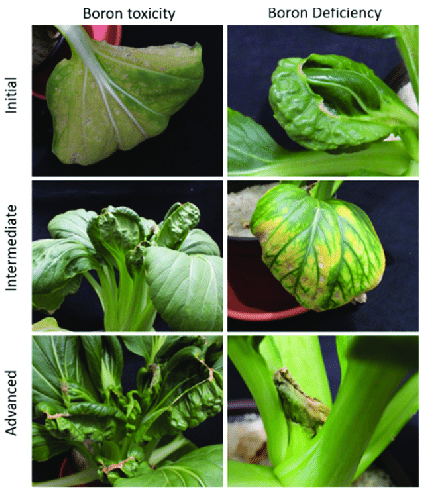 Boron toxicity
Boron Deficiency
Initial
Intermediate
Advanced